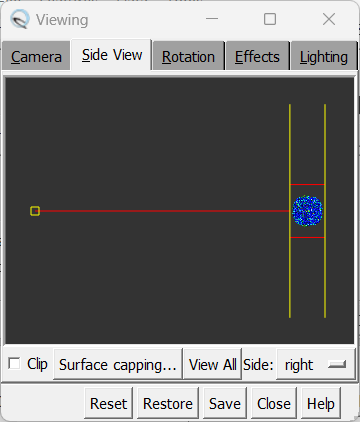 Viewing
Camera Side View Rotation Effects Lighting
Clip Surface capping... View All Side: right
Reset Restore Save Close Help